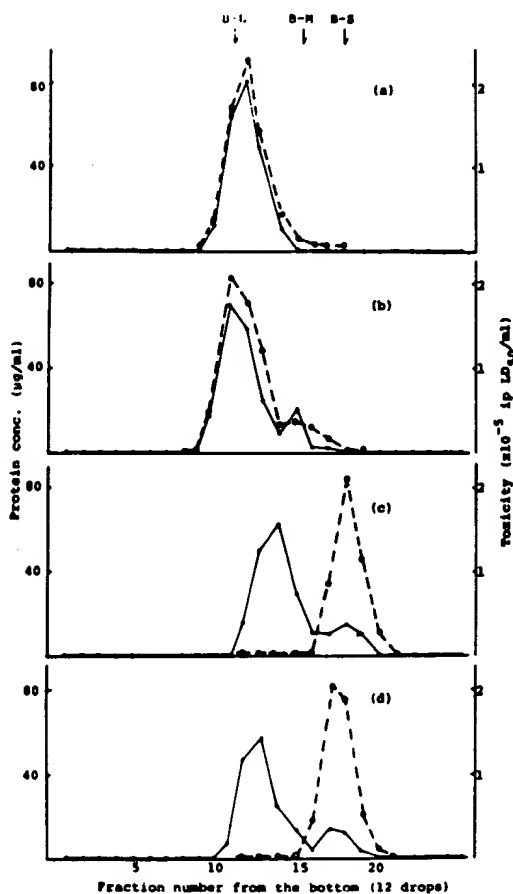 B-L B-M B-S
(a)
80
40
2
1
(b)
80
40
2
1
(c)
80
40
2
1
(d)
80
40
2
1
Protein conc. (µg/ml)
Toxicity (x10⁻⁵ ip LD₅₀/ml)
0 5 10 15 20
Fraction number from the bottom (12 drops)